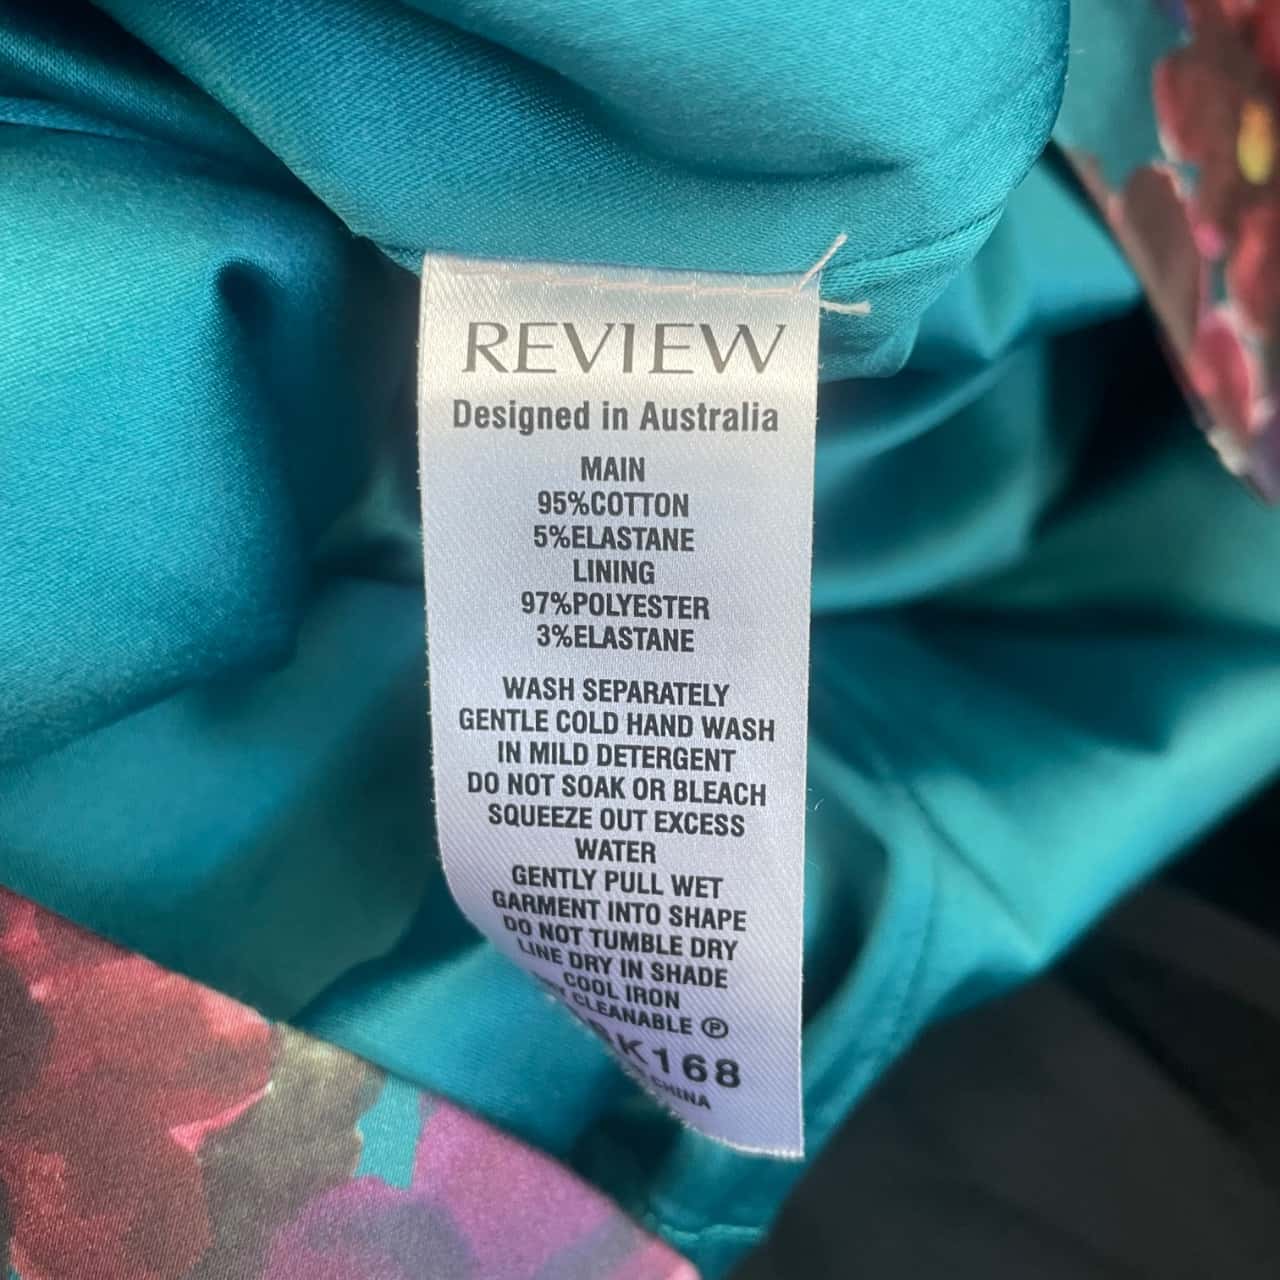 REVIEW
Designed in Australia
MAIN
95%COTTON
5%ELASTANE
LINING
97%POLYESTER
3%ELASTANE
WASH SEPARATELY
GENTLE COLD HAND WASH
IN MILD DETERGENT
DO NOT SOAK OR BLEACH
SQUEEZE OUT EXCESS
WATER
GENTLY PULL WET
GARMENT INTO SHAPE
DO NOT TUMBLE DRY
LINE DRY IN SHADE
COOL IRON
CLEANABLE Ⓟ
CHINA